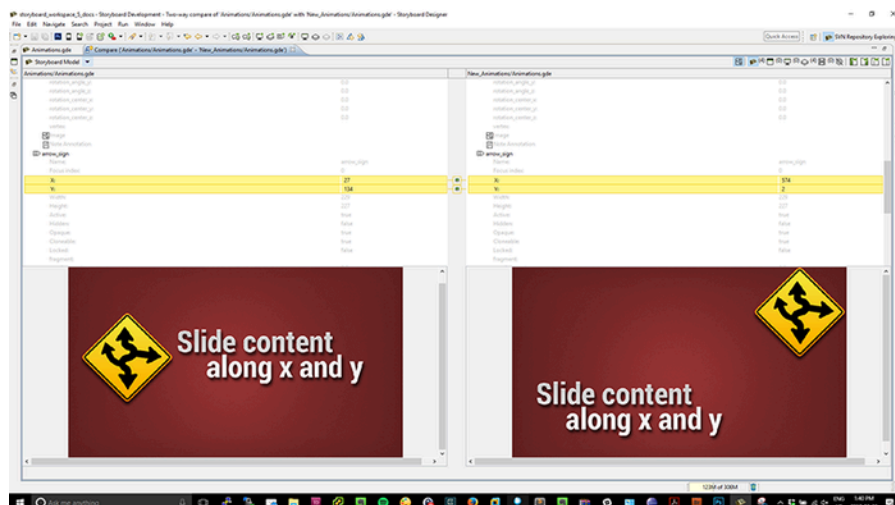 storyboard_workspace_5_docs - Storyboard Development - Two-way compare of 'Animations/Animations.gde' with 'New_Animations/Animations.gde' - Storyboard Designer
File Edit Navigate Search Project Run Window Help
Quick Access
SVN Repository Exploring
Animations.gde
Compare ('Animations/Animations.gde' - 'New_Animations/Animations.gde')
Storyboard Model
Animations/Animations.gde
New_Animations/Animations.gde
rotation_angle_z: 0.0
rotation_angle_z: 0.0
rotation_center_x: 0.0
rotation_center_x: 0.0
rotation_center_y: 0.0
rotation_center_y: 0.0
rotation_center_z: 0.0
rotation_center_z: 0.0
vertex:
vertex:
Image
Image
Note Annotation
Note Annotation
arrow_sign
arrow_sign
Name: arrow_sign
Name: arrow_sign
Focus Index: 0
Focus Index: 0
X: 27
X: 574
Y: 134
Y: 2
Width: 229
Width: 229
Height: 227
Height: 227
Active: true
Active: true
Hidden: false
Hidden: false
Opaque: true
Opaque: true
Cloneable: true
Cloneable: true
Locked: false
Locked: false
fragment:
fragment:
Slide content
along x and y
Slide content
along x and y
123M of 308M
Ask me anything
ENG
1:40 PM